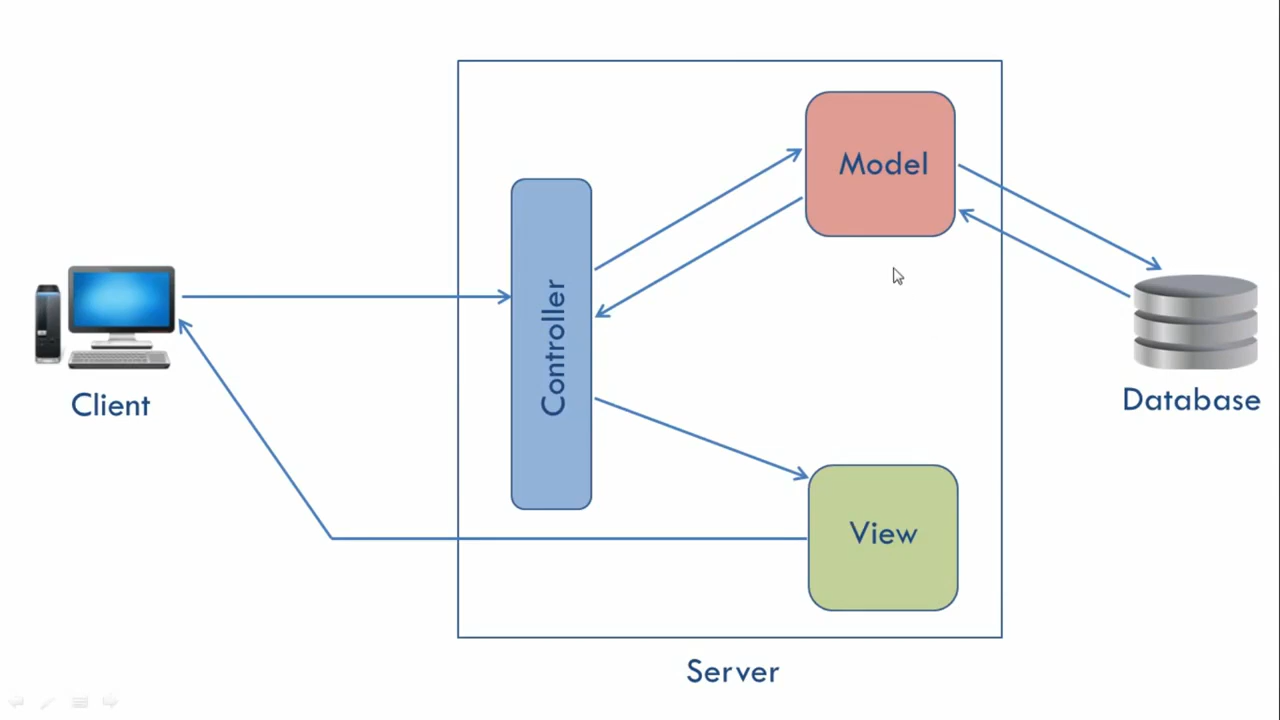 Model
Controller
Client
Database
View
Server